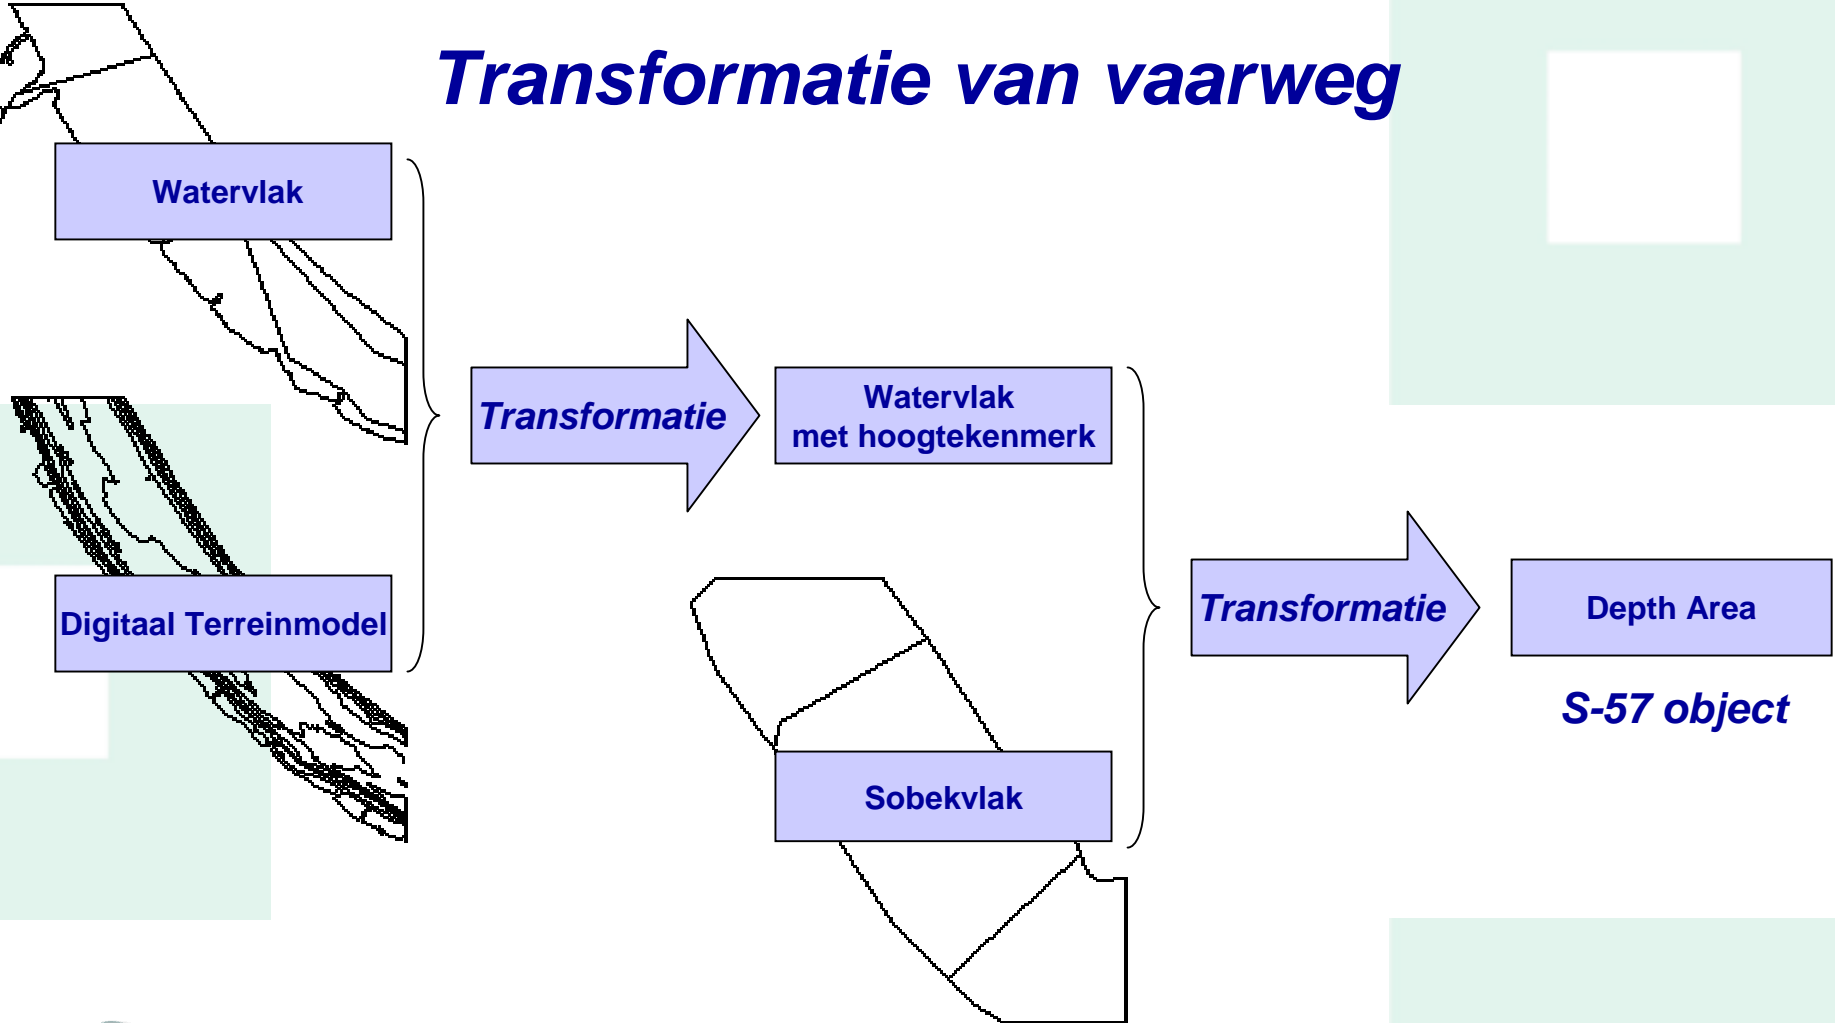 Transformatie van vaarweg
Watervlak
Digitaal Terreinmodel
Transformatie
Watervlak
met hoogtekenmerk
Sobekvlak
Transformatie
Depth Area
S-57 object